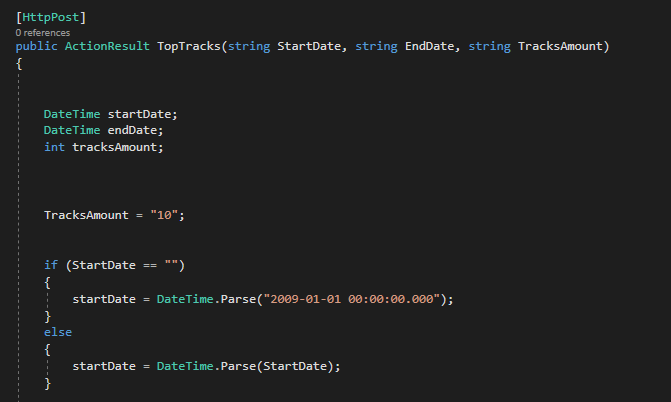 [HttpPost]
0 references
public ActionResult TopTracks(string StartDate, string EndDate, string TracksAmount)
{
DateTime startDate;
DateTime endDate;
int tracksAmount;
TracksAmount = "10";
if (StartDate == "")
{
startDate = DateTime.Parse("2009-01-01 00:00:00.000");
}
else
{
startDate = DateTime.Parse(StartDate);
}